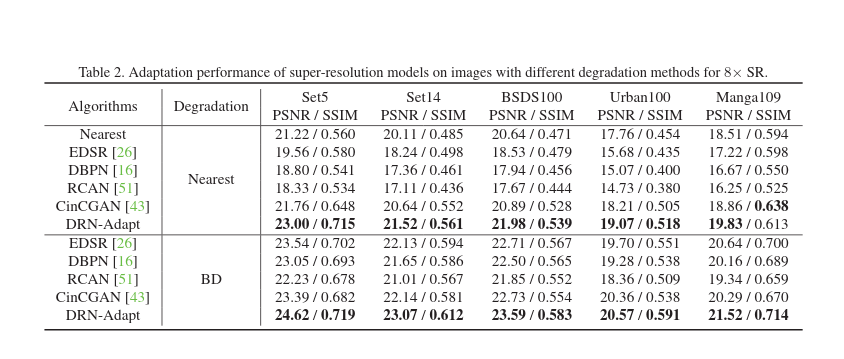 Table 2. Adaptation performance of super-resolution models on images with different degradation methods for 8× SR.
Algorithms Degradation Set5 Set14 BSDS100 Urban100 Manga109
PSNR / SSIM PSNR / SSIM PSNR / SSIM PSNR / SSIM PSNR / SSIM
Nearest 21.22 / 0.560 20.11 / 0.485 20.64 / 0.471 17.76 / 0.454 18.51 / 0.594
EDSR [26] 19.56 / 0.580 18.24 / 0.498 18.53 / 0.479 15.68 / 0.435 17.22 / 0.598
DBPN [16] 18.80 / 0.541 17.36 / 0.461 17.94 / 0.456 15.07 / 0.400 16.67 / 0.550
Nearest
RCAN [51] 18.33 / 0.534 17.11 / 0.436 17.67 / 0.444 14.73 / 0.380 16.25 / 0.525
CinCGAN [43] 21.76 / 0.648 20.64 / 0.552 20.89 / 0.528 18.21 / 0.505 18.86 / 0.638
DRN-Adapt 23.00 / 0.715 21.52 / 0.561 21.98 / 0.539 19.07 / 0.518 19.83 / 0.613
EDSR [26] 23.54 / 0.702 22.13 / 0.594 22.71 / 0.567 19.70 / 0.551 20.64 / 0.700
DBPN [16] 23.05 / 0.693 21.65 / 0.586 22.50 / 0.565 19.28 / 0.538 20.16 / 0.689
RCAN [51] BD 22.23 / 0.678 21.01 / 0.567 21.85 / 0.552 18.36 / 0.509 19.34 / 0.659
CinCGAN [43] 23.39 / 0.682 22.14 / 0.581 22.73 / 0.554 20.36 / 0.538 20.29 / 0.670
DRN-Adapt 24.62 / 0.719 23.07 / 0.612 23.59 / 0.583 20.57 / 0.591 21.52 / 0.714